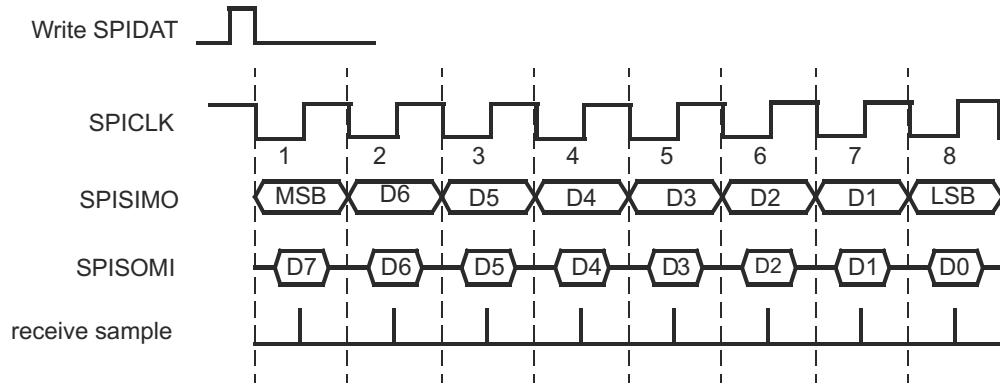 Write SPIDAT
SPICLK
1 2 3 4 5 6 7 8
SPISIMO MSB D6 D5 D4 D3 D2 D1 LSB
SPISOMI D7 D6 D5 D4 D3 D2 D1 D0
receive sample